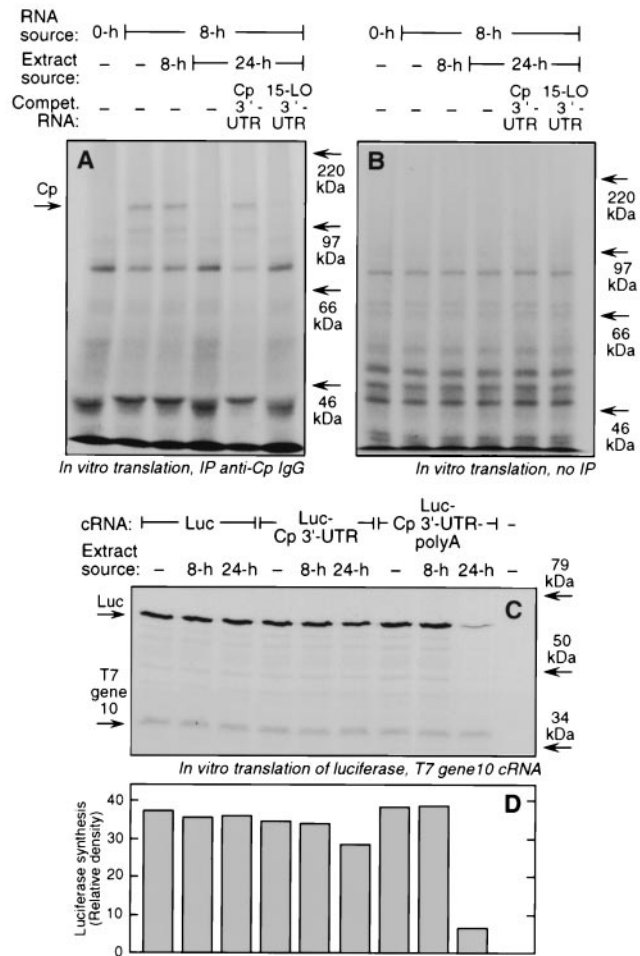 RNA source: 0-h 8-h
Extract source: – – 8-h 24-h
Compet. 3'- RNA: – – – – Cp 3'- UTR 15-LO 3'- UTR
0-h 8-h
– – 8-h 24-h
– – – – Cp 3'- UTR 15-LO 3'- UTR
A
Cp
220 kDa
97 kDa
66 kDa
46 kDa
In vitro translation, IP anti-Cp IgG
B
220 kDa
97 kDa
66 kDa
46 kDa
In vitro translation, no IP
cRNA: Luc Luc- Cp 3'-UTR Luc- Cp 3'-UTR- polyA –
Extract source: – 8-h 24-h – 8-h 24-h – 8-h 24-h –
C
Luc
T7 gene 10
79 kDa
50 kDa
34 kDa
In vitro translation of luciferase, T7 gene10 cRNA
D
Luciferase synthesis
(Relative density)
40
30
20
10
0